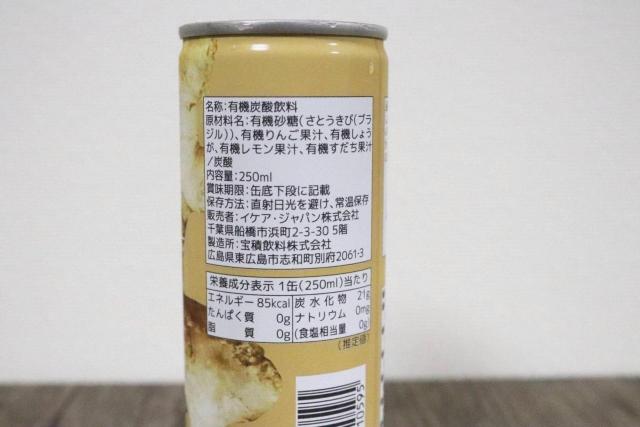 名称:有機炭酸飲料
原材料名:有機砂糖(さとうきび(ブラ
ジル))、有機りんご果汁、有機しょう
が、有機レモン果汁、有機すだち果汁
/炭酸
内容量:250ml
賞味期限:缶底下段に記載
保存方法:直射日光を避け、常温保存
販売者:イケア・ジャパン株式会社
千葉県船橋市浜町2-3-30 5階
製造所:宝積飲料株式会社
広島県東広島市志和町別府2061-3
栄養成分表示 1缶(250ml)当たり
エネルギー 85kcal 炭水化物 21g
たんぱく質 0g ナトリウム 0mg
脂質 0g (食塩相当量 0g)
(推定値)
10595